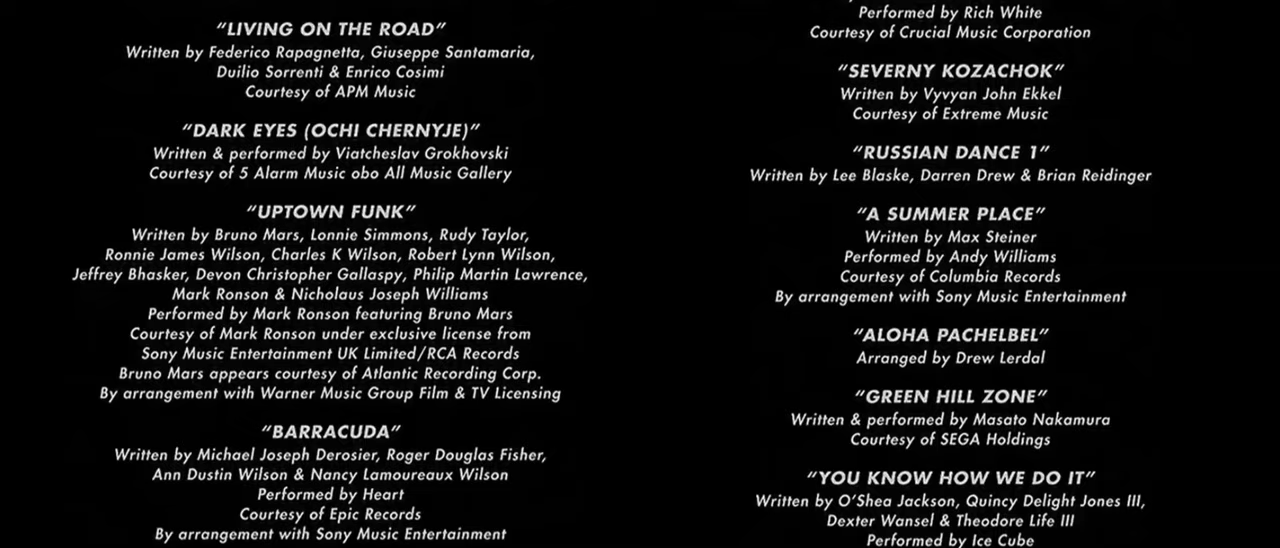 “LIVING ON THE ROAD”
Written by Federico Rapagnetta, Giuseppe Santamaria,
Duilio Sorrenti & Enrico Cosimi
Courtesy of APM Music
“DARK EYES (OCHI CHERNYJE)”
Written & performed by Viatcheslav Grokhovski
Courtesy of 5 Alarm Music obo All Music Gallery
“UPTOWN FUNK”
Written by Bruno Mars, Lonnie Simmons, Rudy Taylor,
Ronnie James Wilson, Charles K Wilson, Robert Lynn Wilson,
Jeffrey Bhasker, Devon Christopher Gallaspy, Philip Martin Lawrence,
Mark Ronson & Nicholaus Joseph Williams
Performed by Mark Ronson featuring Bruno Mars
Courtesy of Mark Ronson under exclusive license from
Sony Music Entertainment UK Limited/RCA Records
Bruno Mars appears courtesy of Atlantic Recording Corp.
By arrangement with Warner Music Group Film & TV Licensing
“BARRACUDA”
Written by Michael Joseph Derosier, Roger Douglas Fisher,
Ann Dustin Wilson & Nancy Lamoureaux Wilson
Performed by Heart
Courtesy of Epic Records
By arrangement with Sony Music Entertainment
Performed by Rich White
Courtesy of Crucial Music Corporation
“SEVERNY KOZACHOK”
Written by Vyvyan John Ekkel
Courtesy of Extreme Music
“RUSSIAN DANCE 1”
Written by Lee Blaske, Darren Drew & Brian Reidinger
“A SUMMER PLACE”
Written by Max Steiner
Performed by Andy Williams
Courtesy of Columbia Records
By arrangement with Sony Music Entertainment
“ALOHA PACHELBEL”
Arranged by Drew Lerdal
“GREEN HILL ZONE”
Written & performed by Masato Nakamura
Courtesy of SEGA Holdings
“YOU KNOW HOW WE DO IT”
Written by O’Shea Jackson, Quincy Delight Jones III,
Dexter Wansel & Theodore Life III
Performed by Ice Cube